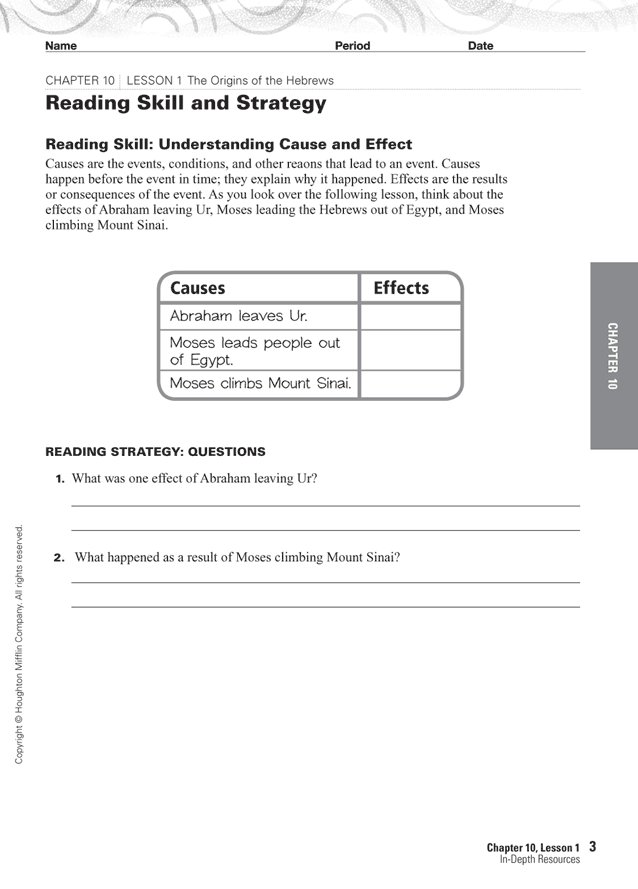 Name Period Date
CHAPTER 10 LESSON 1 The Origins of the Hebrews
Reading Skill and Strategy
Reading Skill: Understanding Cause and Effect
Causes are the events, conditions, and other reaons that lead to an event. Causes
happen before the event in time; they explain why it happened. Effects are the results
or consequences of the event. As you look over the following lesson, think about the
effects of Abraham leaving Ur, Moses leading the Hebrews out of Egypt, and Moses
climbing Mount Sinai.
Causes Effects
Abraham leaves Ur.
Moses leads people out
of Egypt.
Moses climbs Mount Sinai.
CHAPTER 10
READING STRATEGY: QUESTIONS
1. What was one effect of Abraham leaving Ur?
2. What happened as a result of Moses climbing Mount Sinai?
Copyright © Houghton Mifflin Company. All rights reserved.
Chapter 10, Lesson 1 3
In-Depth Resources